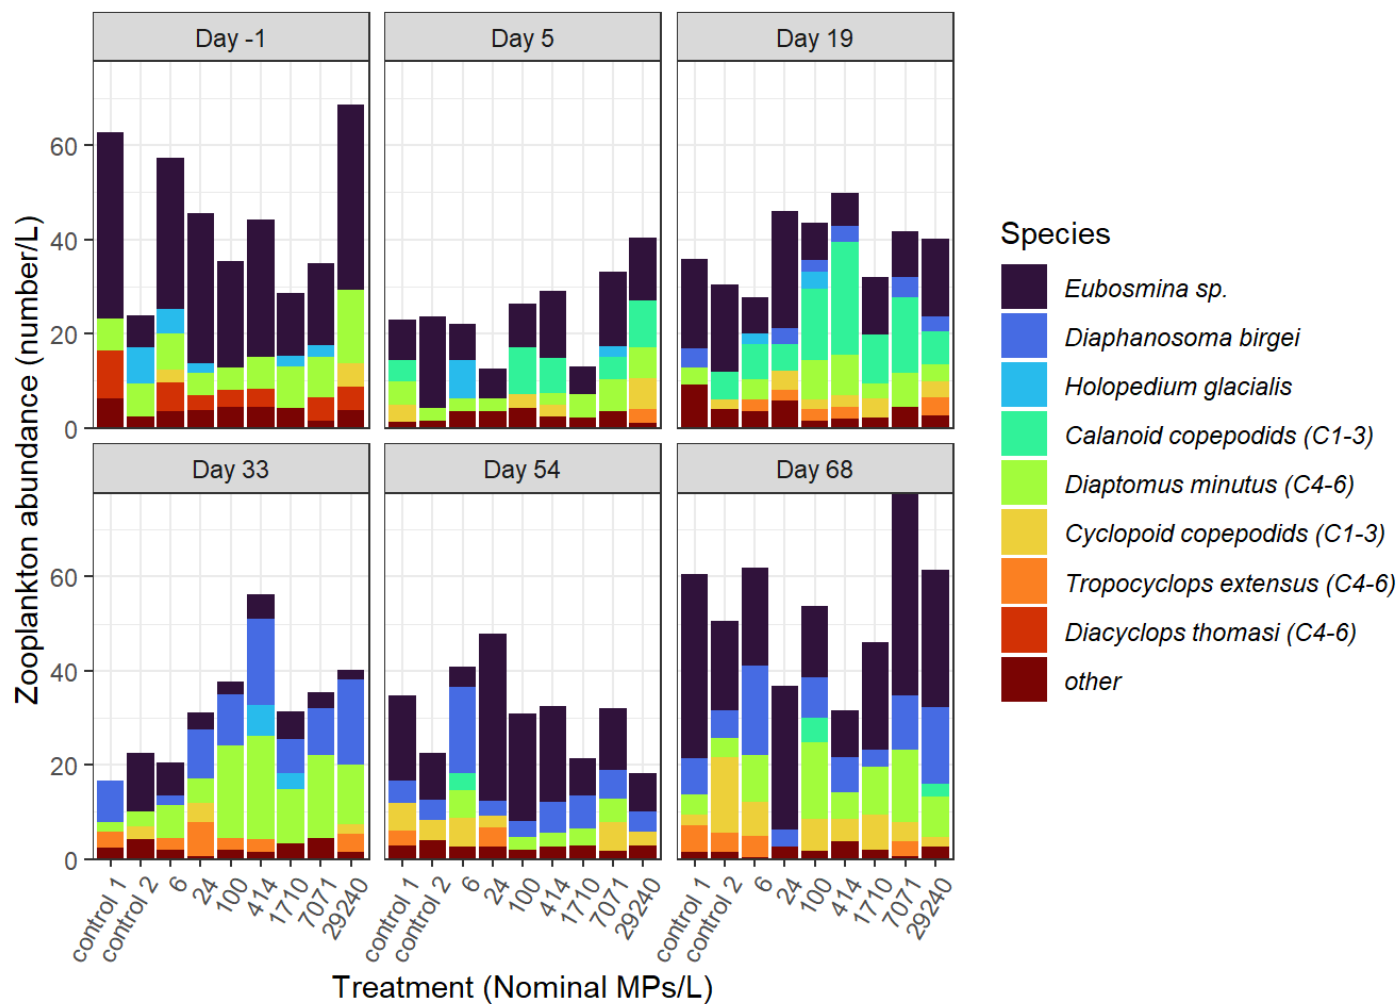 Day -1
Day 5
Day 19
60
40
20
0
Day 33
Day 54
Day 68
60
40
20
0
control 1
control 2
6
24
100
414
1710
7071
29240
control 1
control 2
6
24
100
414
1710
7071
29240
control 1
control 2
6
24
100
414
1710
7071
29240
Zooplankton abundance (number/L)
Treatment (Nominal MPs/L)
Species
Eubosmina sp.
Diaphanosoma birgei
Holopedium glacialis
Calanoid copepodids (C1-3)
Diaptomus minutus (C4-6)
Cyclopoid copepodids (C1-3)
Tropocyclops extensus (C4-6)
Diacyclops thomasi (C4-6)
other